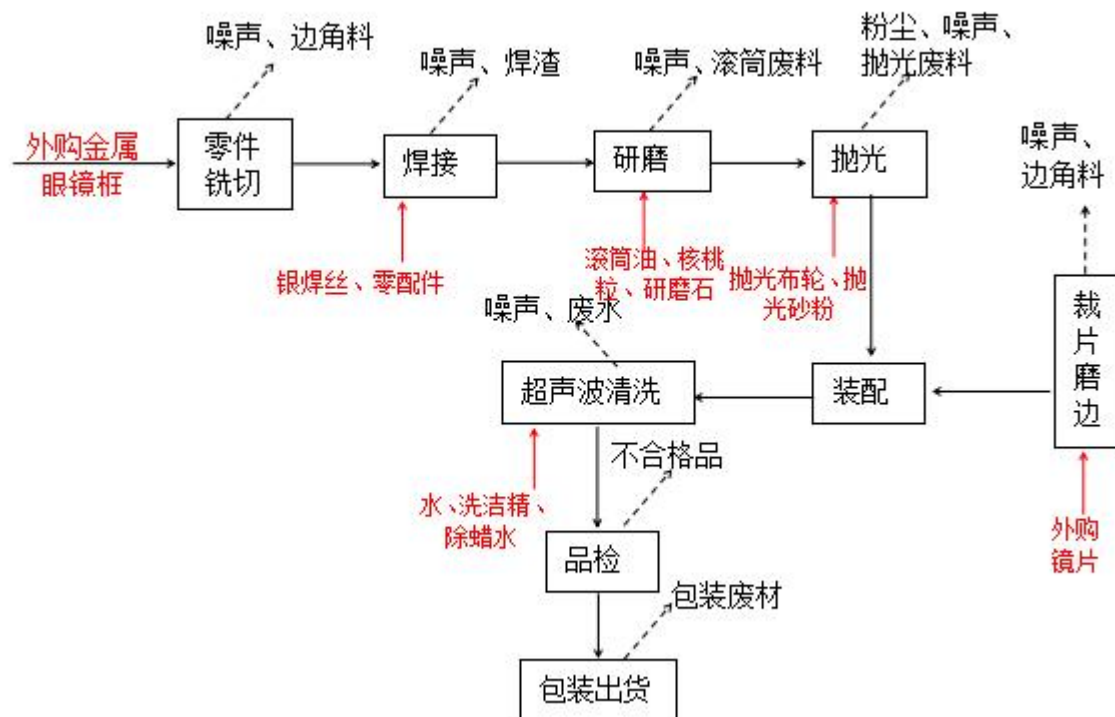 噪声、边角料
噪声、焊渣
噪声、滚筒废料
粉尘、噪声、
抛光废料
外购金属
眼镜框
零件
铣切
焊接
研磨
抛光
噪声、
边角料
银焊丝、零配件
滚筒油、核桃
粒、研磨石
抛光布轮、抛
光砂粉
噪声、废水
超声波清洗
装配
裁
片
磨
边
不合格品
水、洗洁精、
除蜡水
外购
镜片
品检
包装废材
包装出货